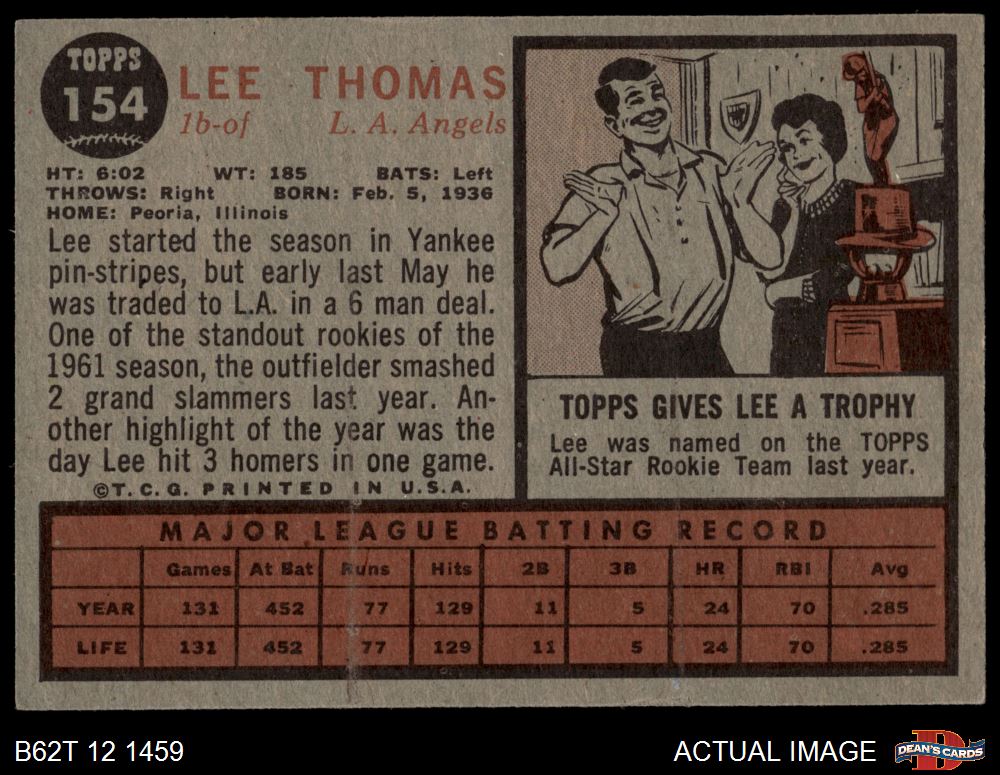 TOPPS
154
LEE THOMAS
1b-of L. A. Angels
HT: 6:02 WT: 185 BATS: Left
THROWS: Right BORN: Feb. 5, 1936
HOME: Peoria, Illinois
Lee started the season in Yankee
pin-stripes, but early last May he
was traded to L.A. in a 6 man deal.
One of the standout rookies of the
1961 season, the outfielder smashed
2 grand slammers last year. An-
other highlight of the year was the
day Lee hit 3 homers in one game.
©T.C.G. PRINTED IN U.S.A.
TOPPS GIVES LEE A TROPHY
Lee was named on the TOPPS
All-Star Rookie Team last year.
MAJOR LEAGUE BATTING RECORD
Games At Bat Runs Hits 2B 3B HR RBI Avg
YEAR 131 452 77 129 11 5 24 70 .285
LIFE 131 452 77 129 11 5 24 70 .285
B62T 12 1459 ACTUAL IMAGE DEAN'S CARDS